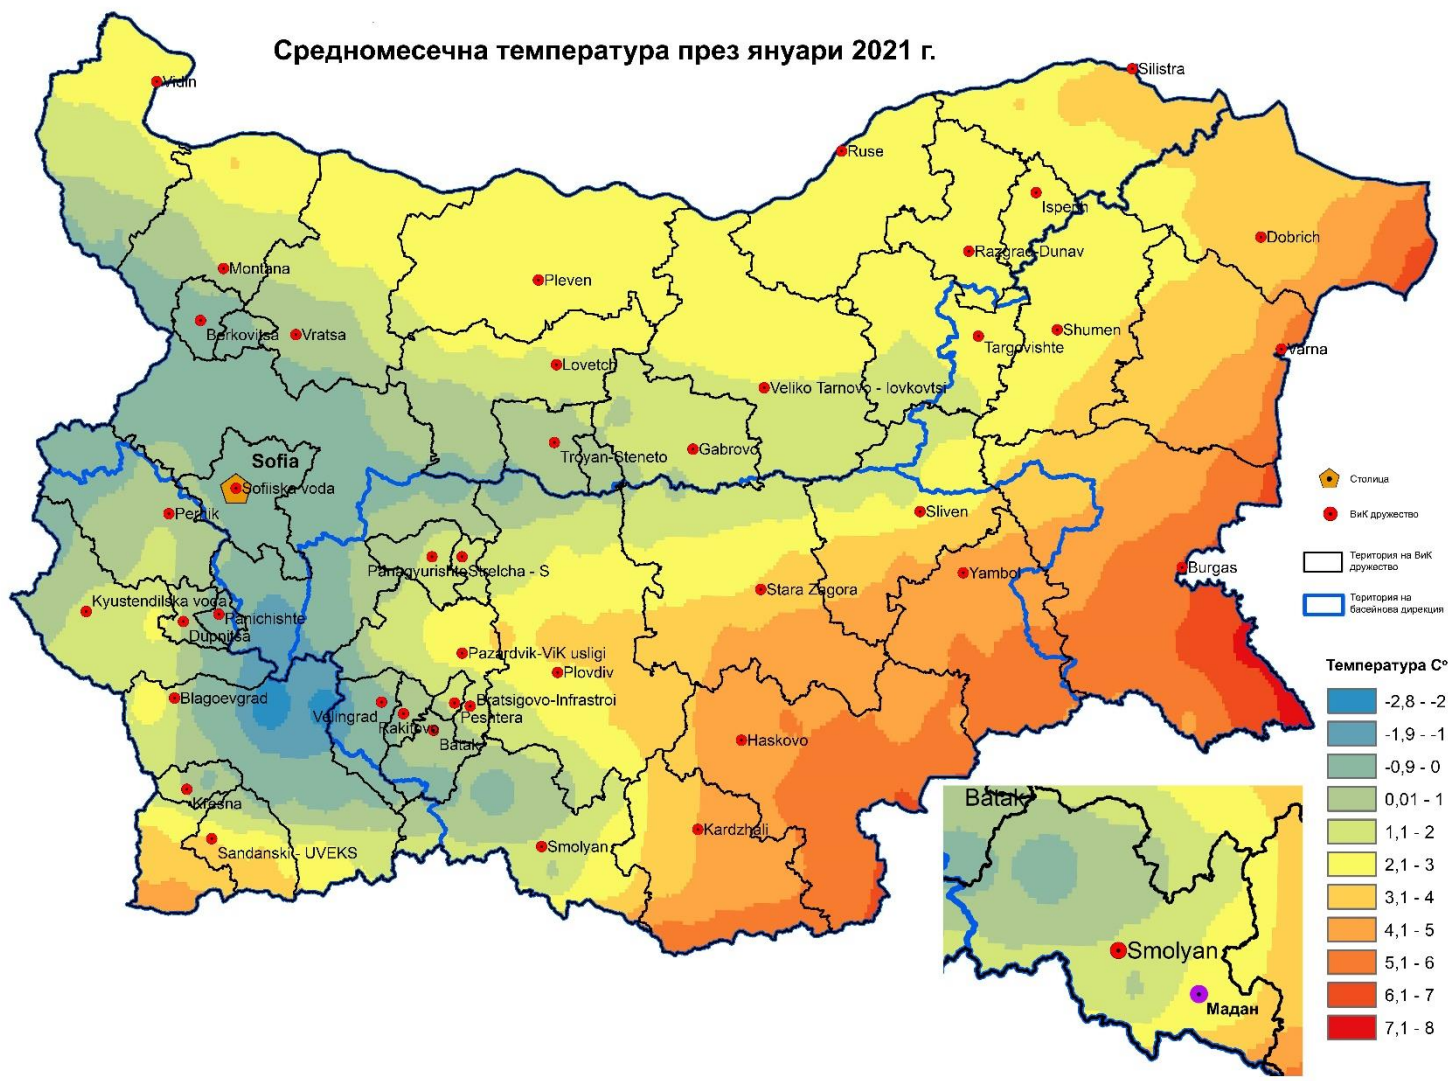 Средномесечна температура през януари 2021 г.
Silistra
Vidin
Ruse
Isperih
Dobrich
Razgrad-Dunav
Montana
Pleven
Berkovitsa
Vratsa
Shumen
Targovishte
Varna
Lovetch
Veliko Tarnovo - Iovkovtsi
Troyan-Steneto
Gabrovo
Sofia
Sofiiska voda
Pernik
Sliven
Panagyurishte
Strelcha - S
Burgas
Yambol
Stara Zagora
Kyustendilska voda
Panichishte
Dupnitsa
Pazardvik-ViK usligi
Plovdiv
Blagoevgrad
Velingrad
Bratsigovo-Infrastroi
Peshtera
Rakitovo
Batak
Haskovo
Kresna
Kardzhali
Sandanski - UVEKS
Smolyan
Столица
ВиК дружество
Територия на ВиК
дружество
Територия на
басейнова дирекция
Температура C°
-2,8 - -2
-1,9 - -1
-0,9 - 0
0,01 - 1
1,1 - 2
2,1 - 3
3,1 - 4
4,1 - 5
5,1 - 6
6,1 - 7
7,1 - 8
Batak
Smolyan
Мадан